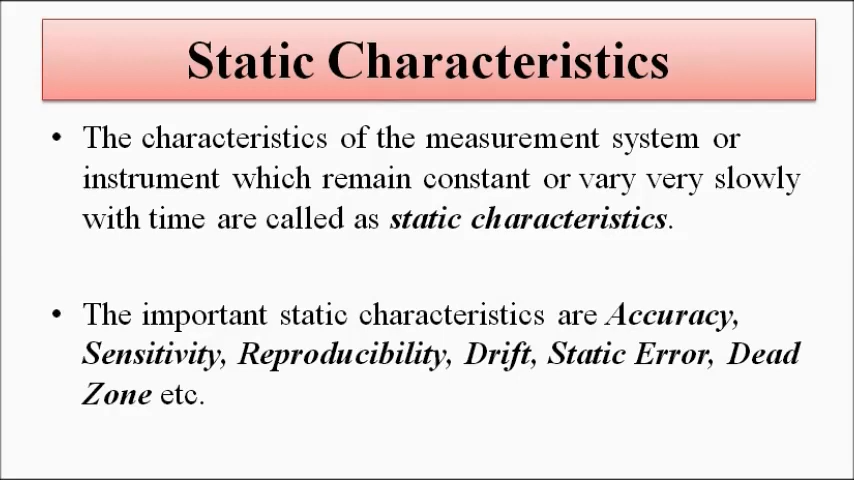 Static Characteristics
• The characteristics of the measurement system or
instrument which remain constant or vary very slowly
with time are called as static characteristics.
• The important static characteristics are Accuracy,
Sensitivity, Reproducibility, Drift, Static Error, Dead
Zone etc.